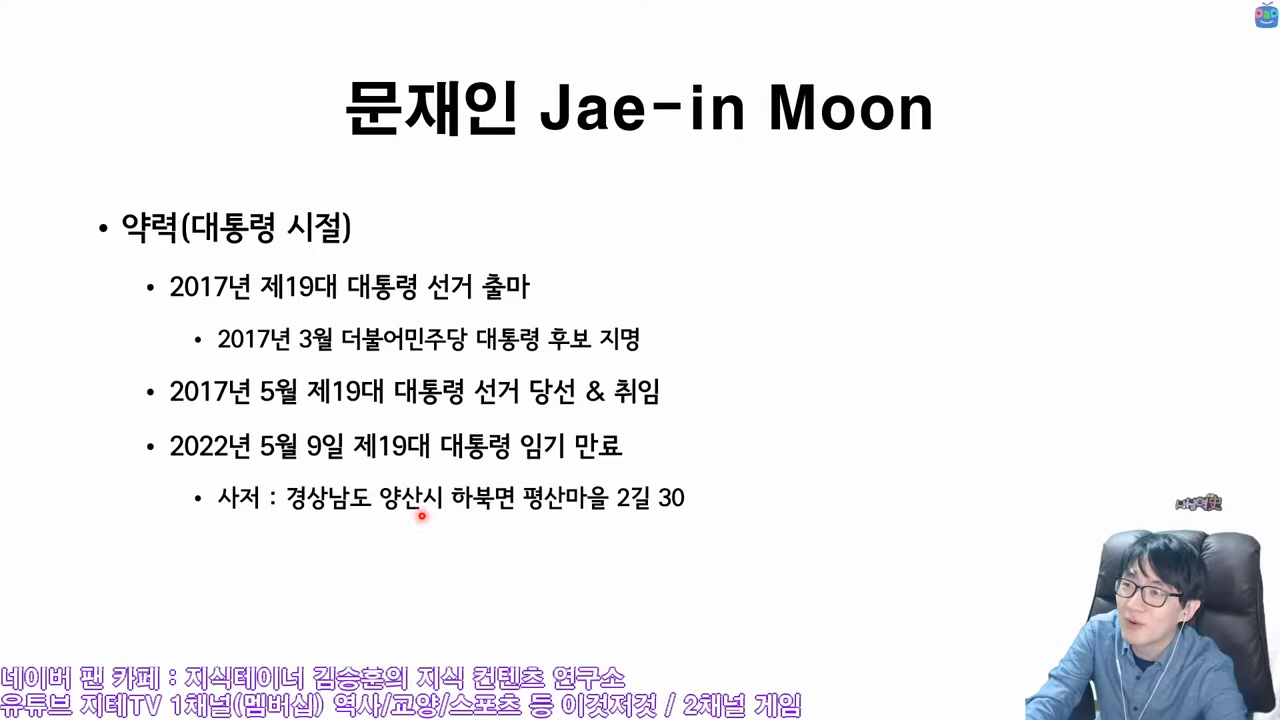 문재인 Jae-in Moon
• 약력(대통령 시절)
• 2017년 제19대 대통령 선거 출마
• 2017년 3월 더불어민주당 대통령 후보 지명
• 2017년 5월 제19대 대통령 선거 당선 & 취임
• 2022년 5월 9일 제19대 대통령 임기 만료
• 사저 : 경상남도 양산시 하북면 평산마을 2길 30
네이버 팬 카페 : 지식테이너 김승훈의 지식 컨텐츠 연구소
유튜브 지테TV 1채널(멤버십) 역사/교양/스포츠 등 이것저것 / 2채널 게임